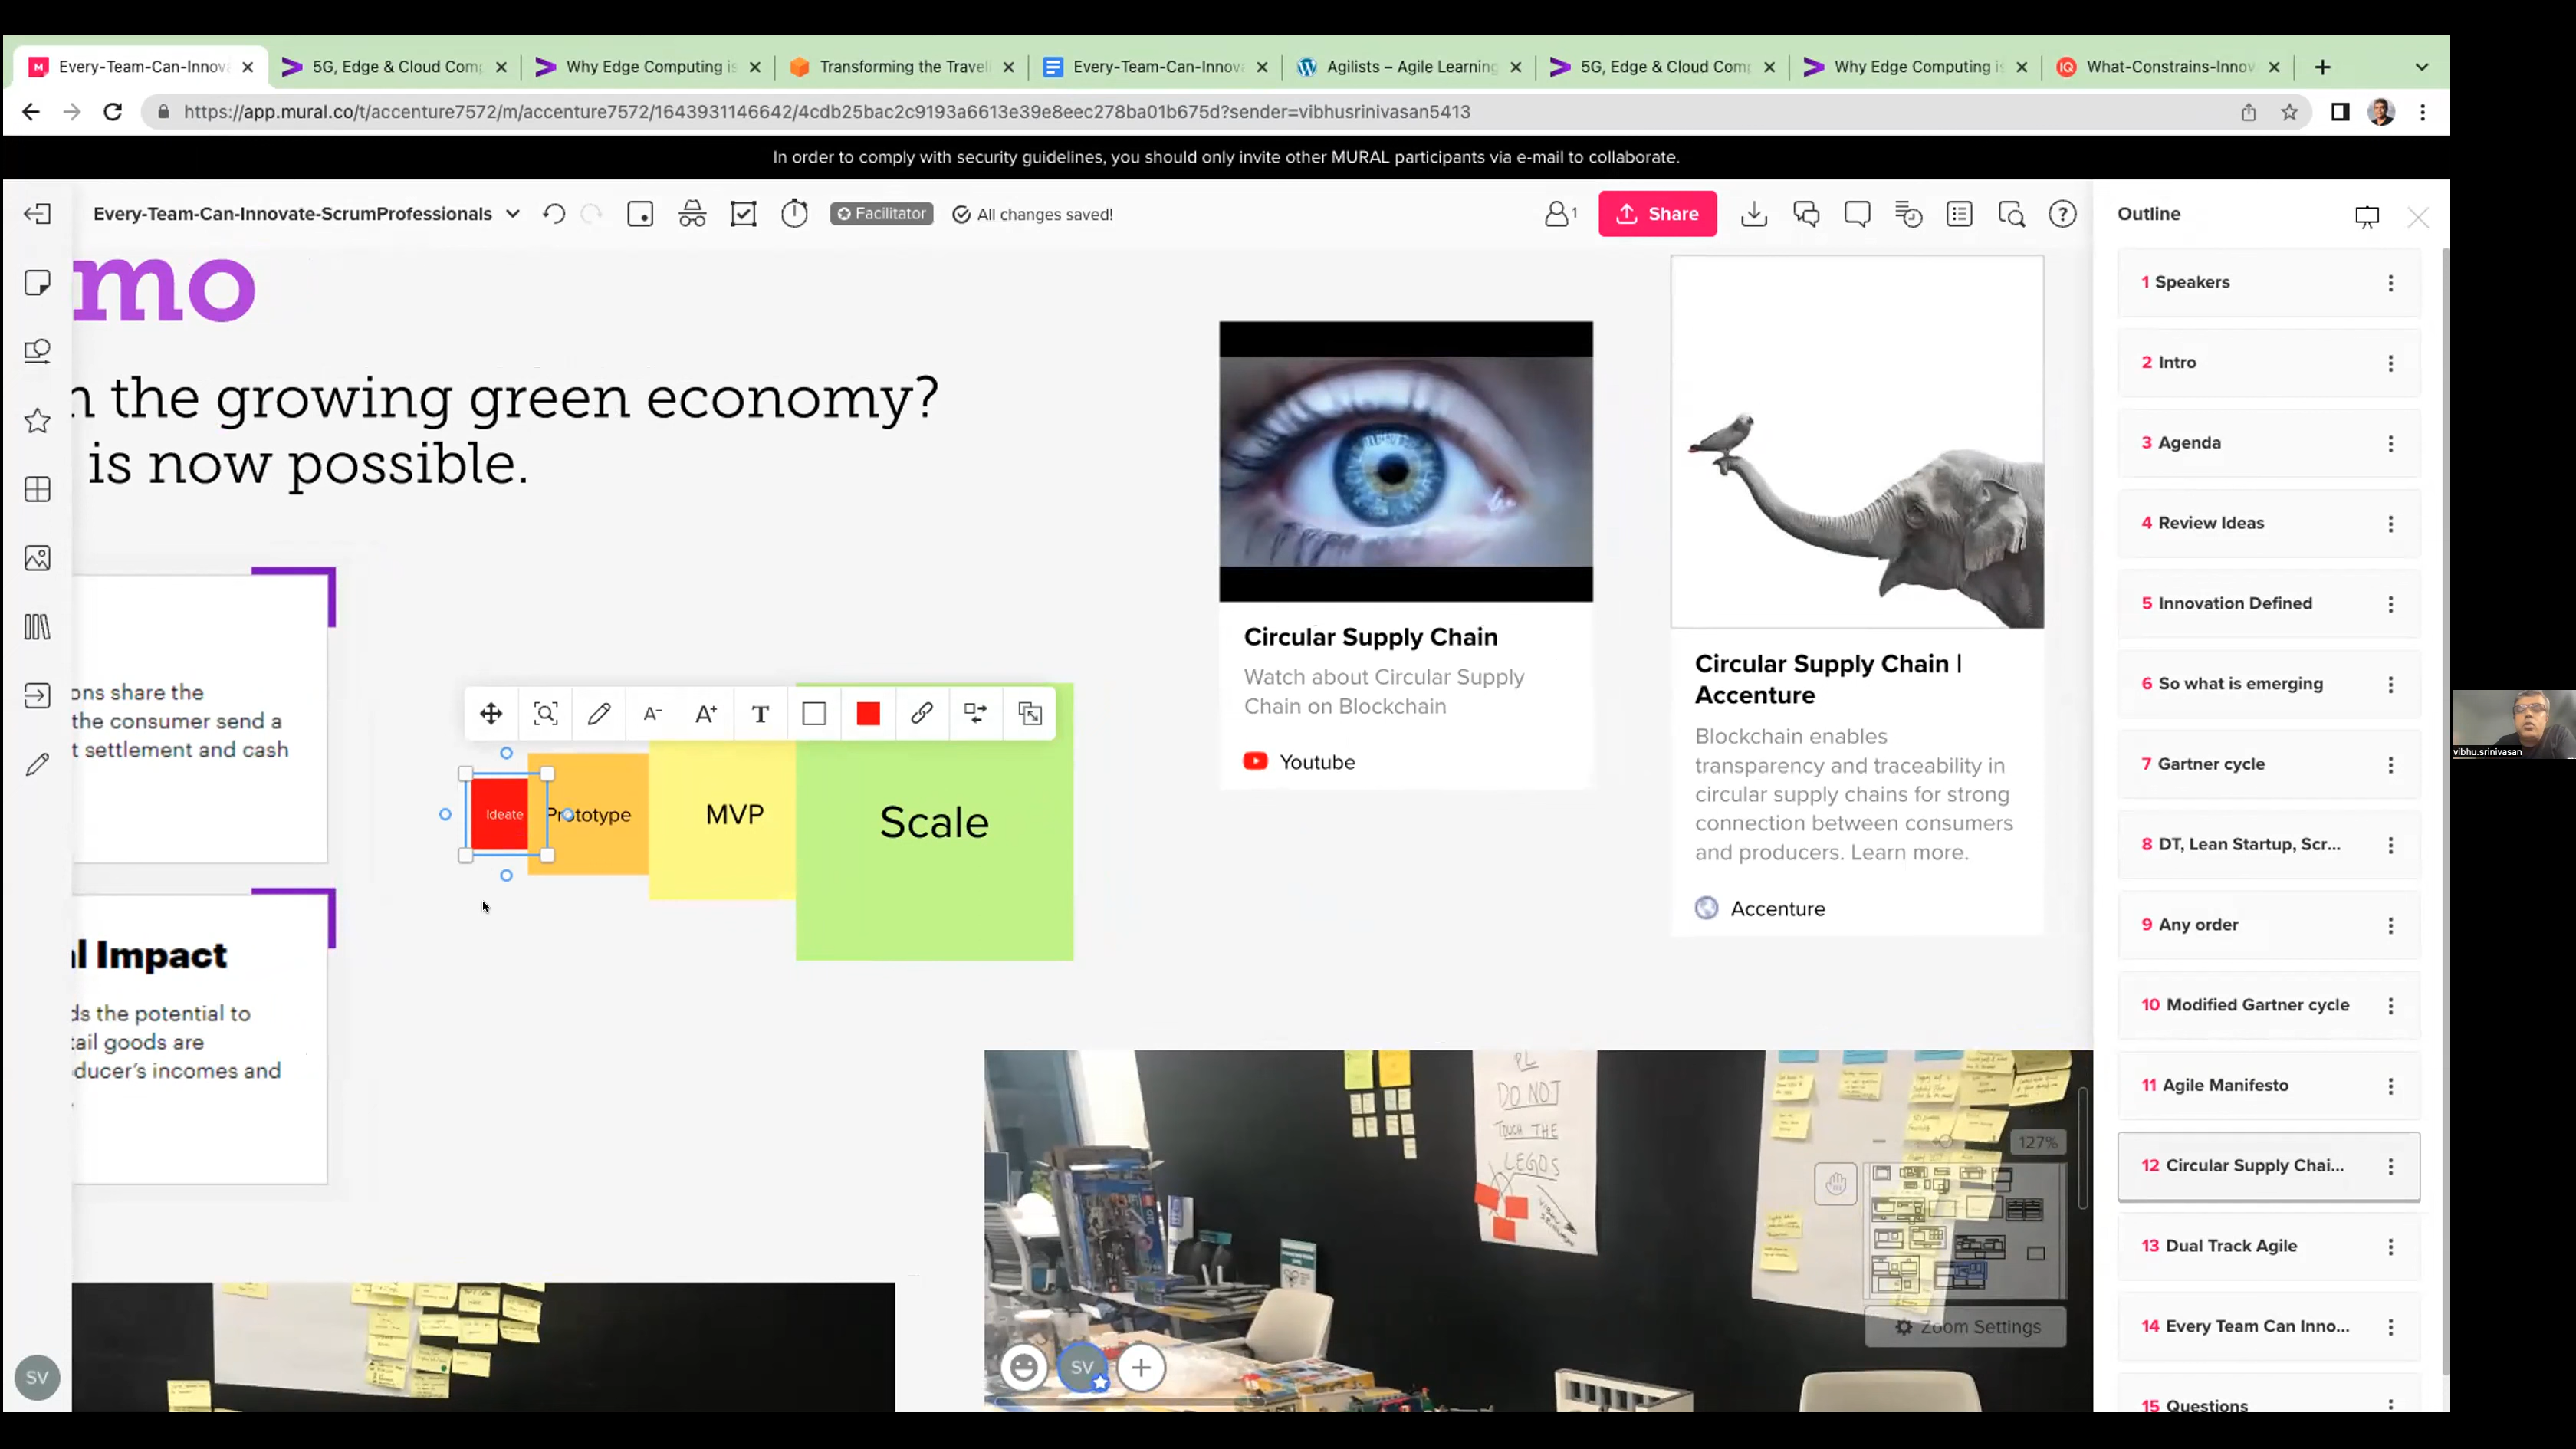 Every-Team-Can-Innov
5G, Edge & Cloud Com
Why Edge Computing is
Transforming the Travel
Every-Team-Can-Innova
Agilists – Agile Learning
5G, Edge & Cloud Com
Why Edge Computing is
What-Constrains-Innov
https://app.mural.co/t/accenture7572/m/accenture7572/1643931146642/4cdb25bac2c9193a6613e39e8eec278ba01b675d?sender=vibhusrinivasan5413
In order to comply with security guidelines, you should only invite other MURAL participants via e-mail to collaborate.
Every-Team-Can-Innovate-ScrumProfessionals
Facilitator
All changes saved!
1
Share
Outline
mo
n the growing green economy?
is now possible.
ons share the
the consumer send a
t settlement and cash
l Impact
ds the potential to
tail goods are
ducer's incomes and
A-
A+
T
Ideate
Prototype
MVP
Scale
Circular Supply Chain
Watch about Circular Supply
Chain on Blockchain
Youtube
Circular Supply Chain |
Accenture
Blockchain enables
transparency and traceability in
circular supply chains for strong
connection between consumers
and producers. Learn more.
Accenture
PL
DO NOT
TOUCH THE
LEGOS
127%
Zoom Settings
SV
SV
1 Speakers
2 Intro
3 Agenda
4 Review Ideas
5 Innovation Defined
6 So what is emerging
7 Gartner cycle
8 DT, Lean Startup, Scr...
9 Any order
10 Modified Gartner cycle
11 Agile Manifesto
12 Circular Supply Chai...
13 Dual Track Agile
14 Every Team Can Inno...
15 Questions
vibhu.srinivasan